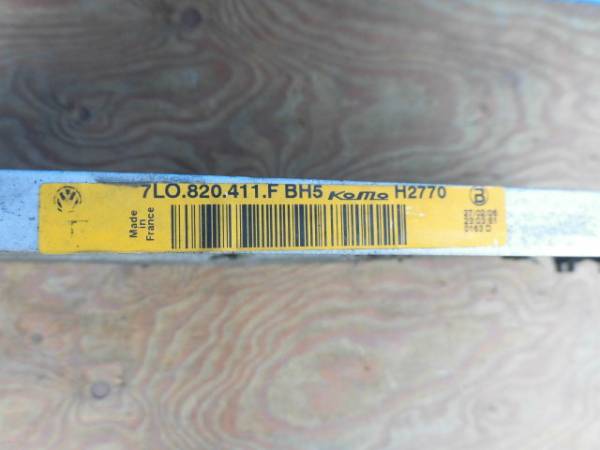 7LO.820.411.F BH5 KoMo H2770
Made
in
France
B